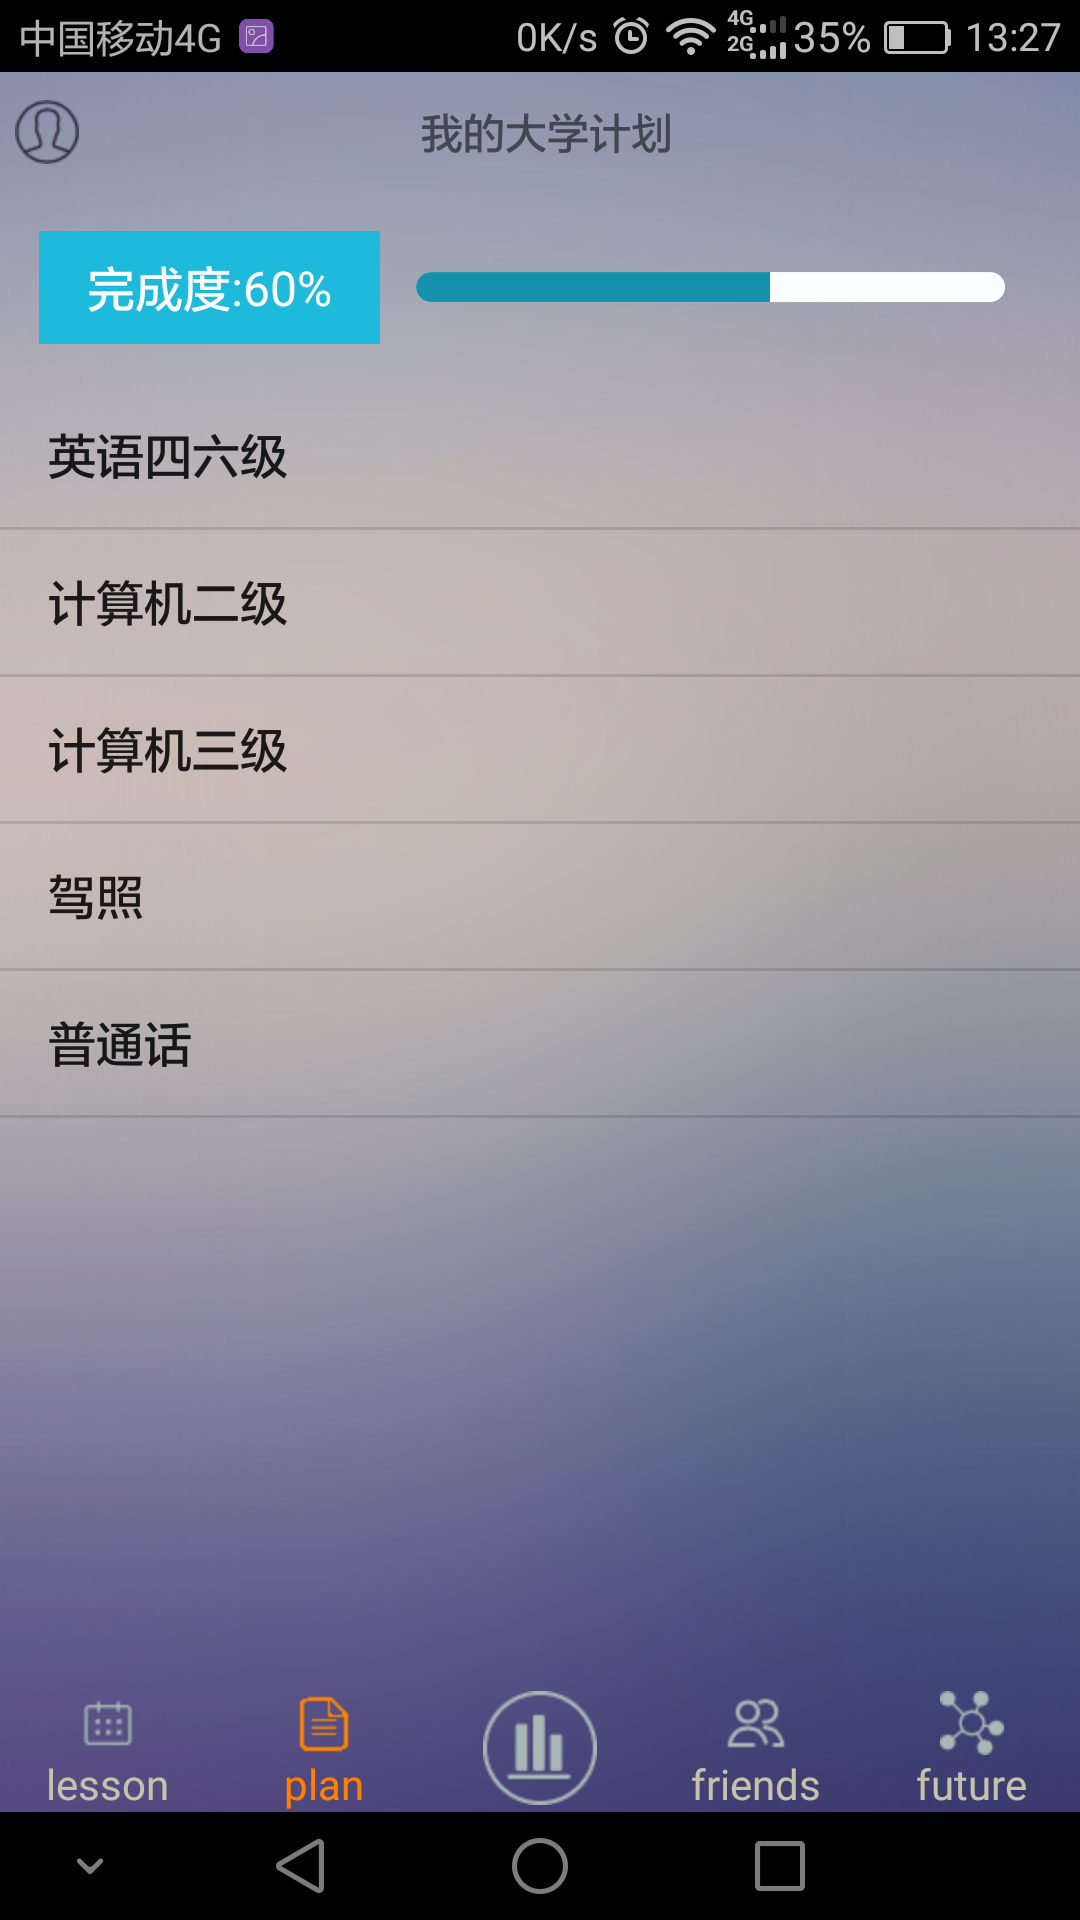 中国移动4G 0K/s 4G 2G 35% 13:27
我的大学计划
完成度:60%
英语四六级
计算机二级
计算机三级
驾照
普通话
lesson plan friends future